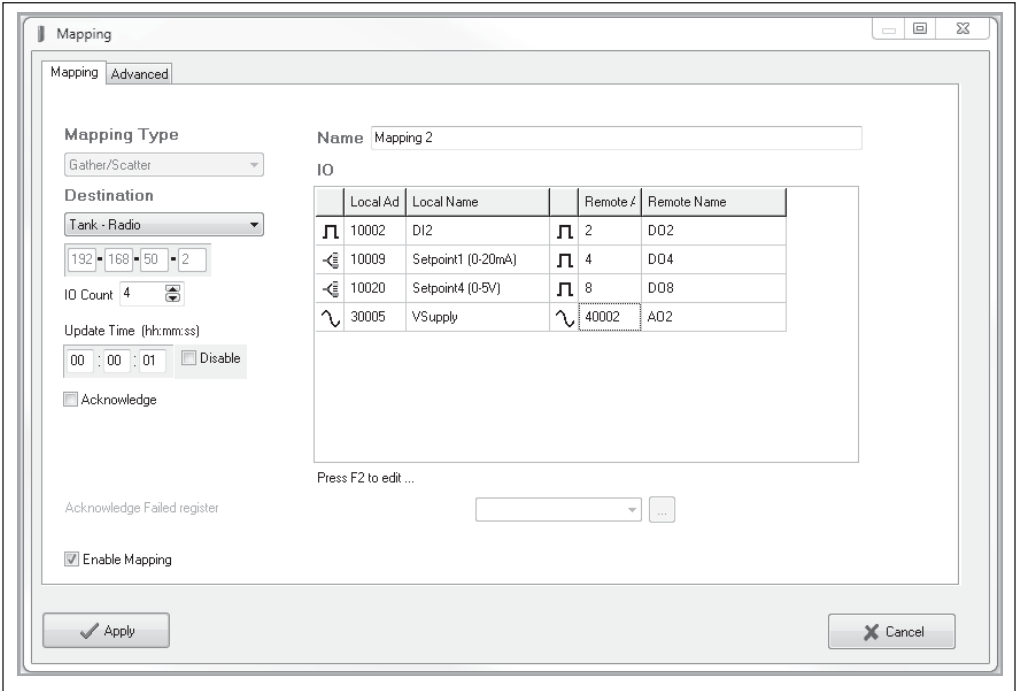 Mapping
Mapping Advanced
Mapping Type
Gather/Scatter
Destination
Tank - Radio
192 - 168 - 50 - 2
IO Count 4
Update Time (hh:mm:ss)
00 : 00 : 01 Disable
Acknowledge
Name Mapping 2
IO
Local Ad Local Name Remote A Remote Name
10002 DI2 2 DO2
10009 Setpoint1 (0-20mA) 4 DO4
10020 Setpoint4 (0-5V) 8 DO8
30005 VSupply 40002 AO2
Press F2 to edit ...
Acknowledge Failed register
...
Enable Mapping
Apply Cancel